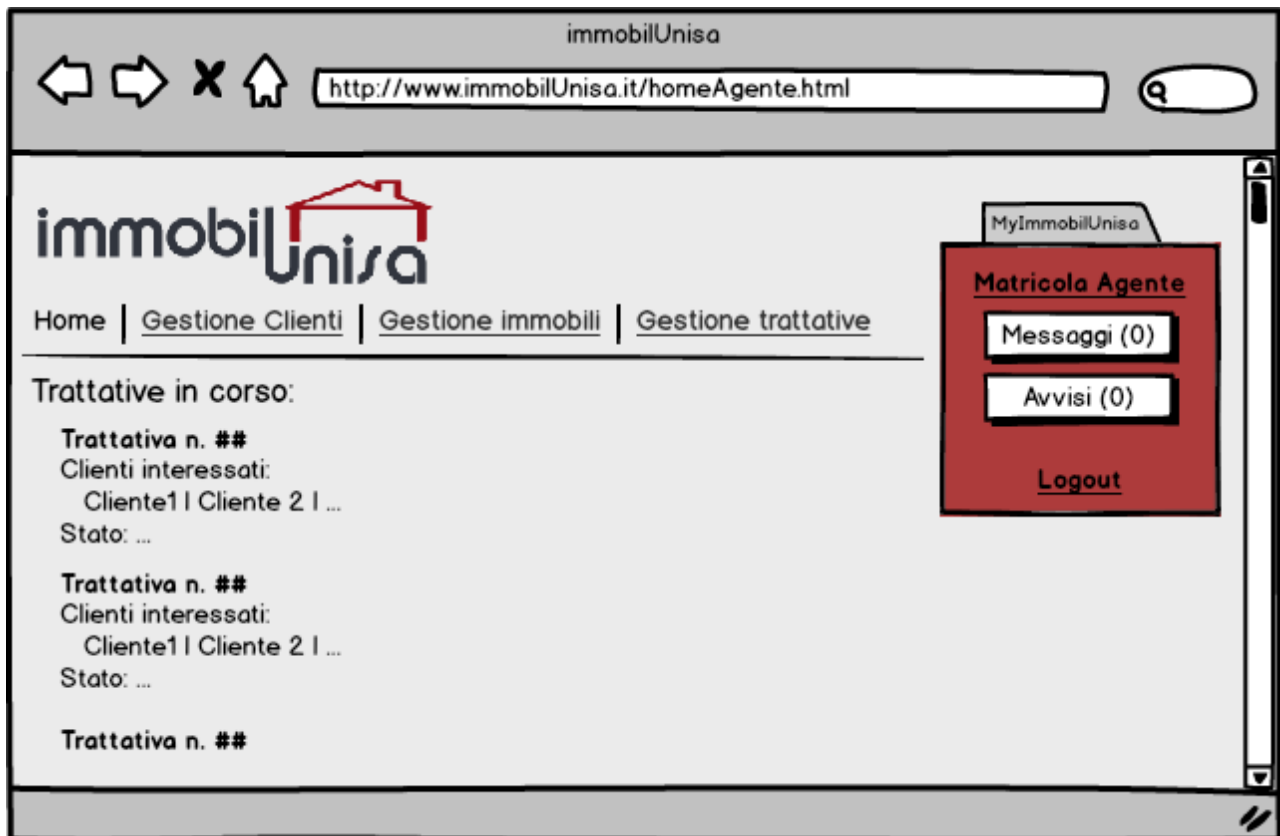 immobilUnisa
http://www.immobilUnisa.it/homeAgente.html
immobilUnisa
MyImmobilUnisa
Matricola Agente
Messaggi (0)
Avvisi (0)
Logout
Home | Gestione Clienti | Gestione immobili | Gestione trattative
Trattative in corso:
Trattativa n. ##
Clienti interessati:
Cliente1 | Cliente 2 | ...
Stato: ...
Trattativa n. ##
Clienti interessati:
Cliente1 | Cliente 2 | ...
Stato: ...
Trattativa n. ##